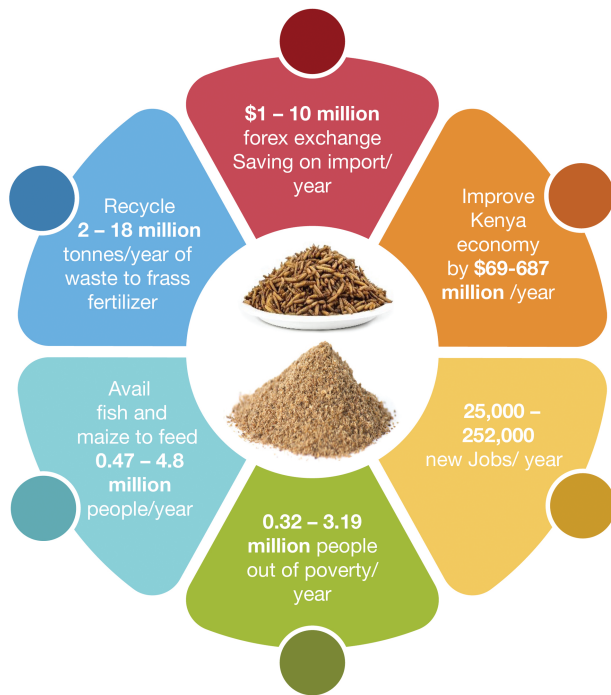 $1 – 10 million
forex exchange
Saving on import/
year
Improve
Kenya
economy
by $69-687
million /year
25,000 –
252,000
new Jobs/ year
0.32 – 3.19
million people
out of poverty/
year
Avail
fish and
maize to feed
0.47 – 4.8
million
people/year
Recycle
2 – 18 million
tonnes/year of
waste to frass
fertilizer